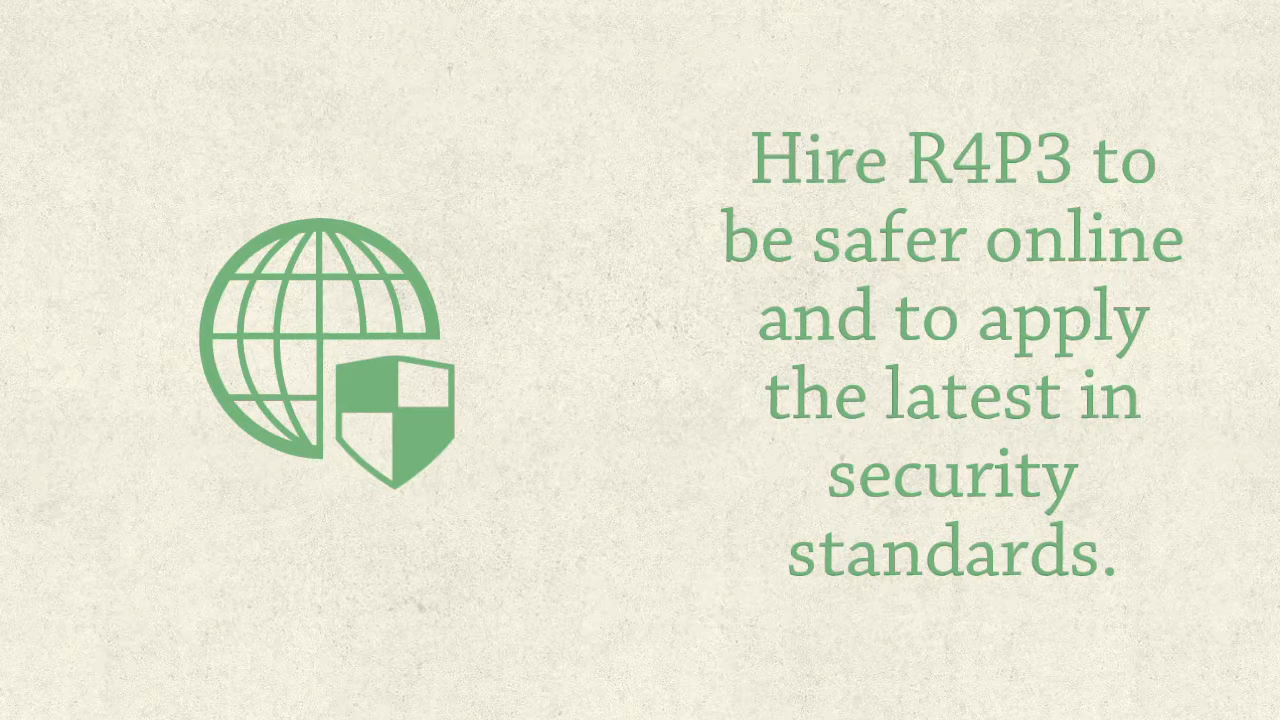 Hire R4P3 to
be safer online
and to apply
the latest in
security
standards.